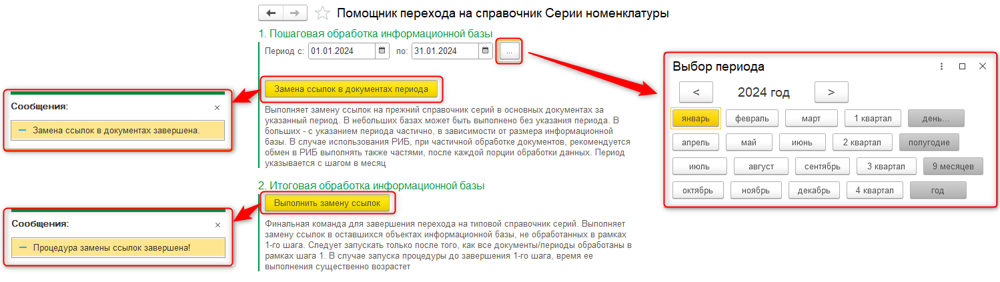 Помощник перехода на справочник Серии номенклатуры
1. Пошаговая обработка информационной базы
Период с: 01.01.2024 по: 31.01.2024 ...
Замена ссылок в документах периода
Выполняет замену ссылок на прежний справочник серий в основных документах за
указанный период. В небольших базах может быть выполнено без указания периода. В
больших - с указанием периода частично, в зависимости от размера информационной
базы. В случае использования РИБ, при частичной обработке документов, рекомендуется
обмен в РИБ выполнять также частями, после каждой порции обработки данных. Период
указывается с шагом в месяц
2. Итоговая обработка информационной базы
Выполнить замену ссылок
Финальная команда для завершения перехода на типовой справочник серий. Выполняет
замену ссылок в оставшихся объектах информационной базы, не обработанных в рамках
1-го шага. Следует запускать только после того, как все документы/периоды обработаны в
рамках шага 1. В случае запуска процедуры до завершения 1-го шага, время ее
выполнения существенно возрастет
Сообщения:
Замена ссылок в документах завершена.
Сообщения:
Процедура замены ссылок завершена!
Выбор периода
< 2024 год >
январь февраль март 1 квартал день...
апрель май июнь 2 квартал полугодие
июль август сентябрь 3 квартал 9 месяцев
октябрь ноябрь декабрь 4 квартал год